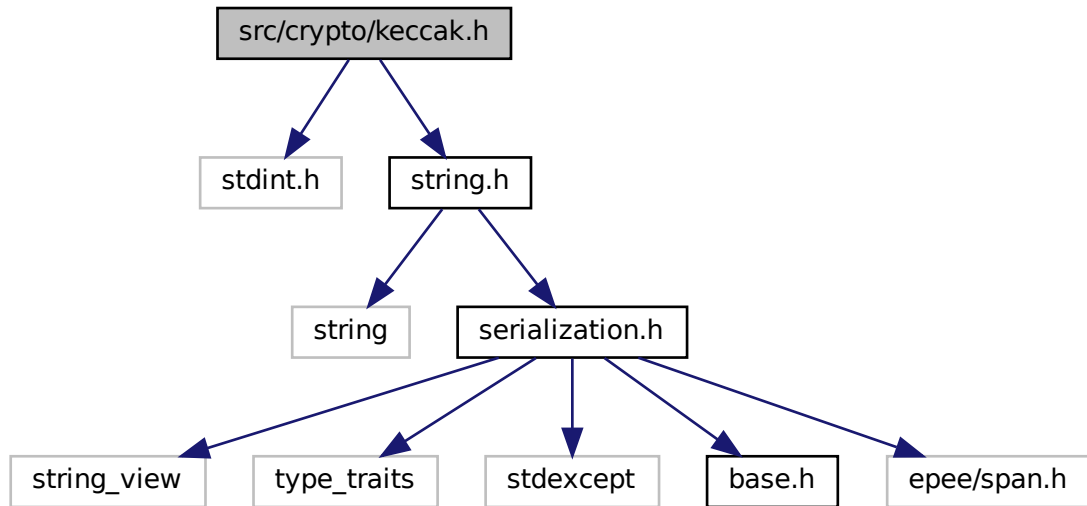 src/crypto/keccak.h
stdint.h
string.h
string
serialization.h
string_view
type_traits
stdexcept
base.h
epee/span.h